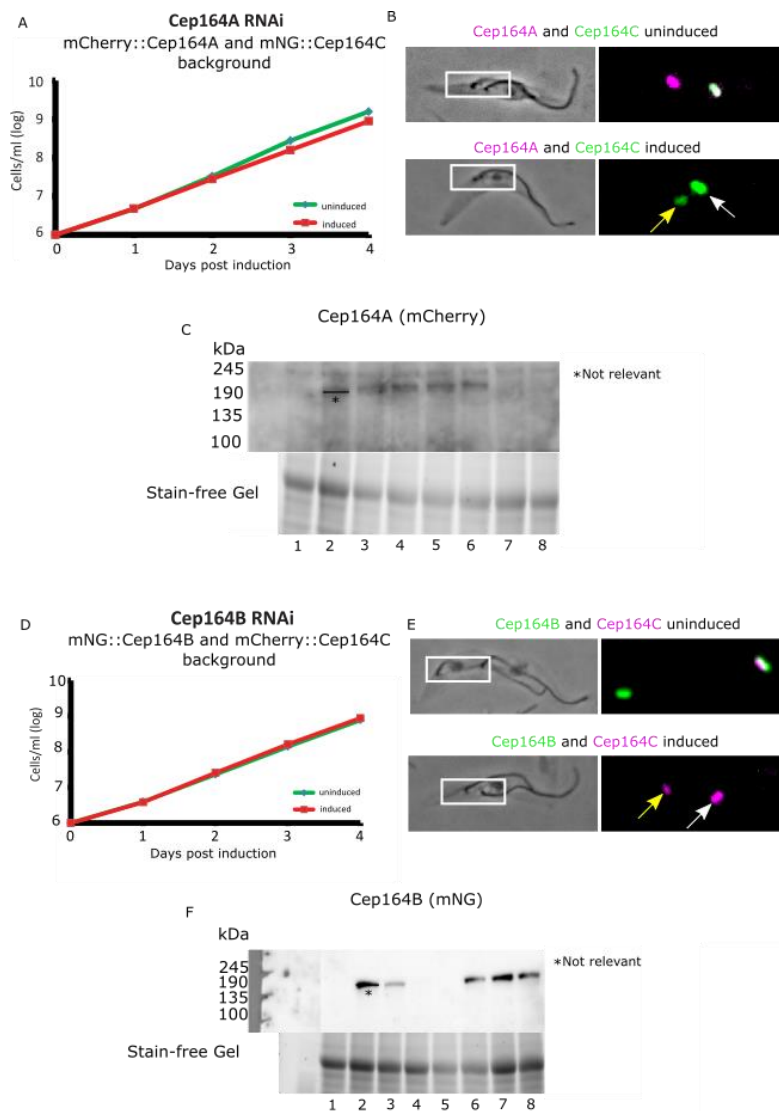 A
Cep164A RNAi
mCherry::Cep164A and mNG::Cep164C
background
Cells/ml (log)
10
9
8
7
6
uninduced
induced
0 1 2 3 4
Days post induction
B
Cep164A and Cep164C uninduced
Cep164A and Cep164C induced
C
Cep164A (mCherry)
kDa
245
190
135
100
*
*Not relevant
Stain-free Gel
1 2 3 4 5 6 7 8
D
Cep164B RNAi
mNG::Cep164B and mCherry::Cep164C
background
Cells/ml (log)
10
9
8
7
6
uninduced
induced
0 1 2 3 4
Days post induction
E
Cep164B and Cep164C uninduced
Cep164B and Cep164C induced
F
Cep164B (mNG)
kDa
245
190
135
100
*
*Not relevant
Stain-free Gel
1 2 3 4 5 6 7 8